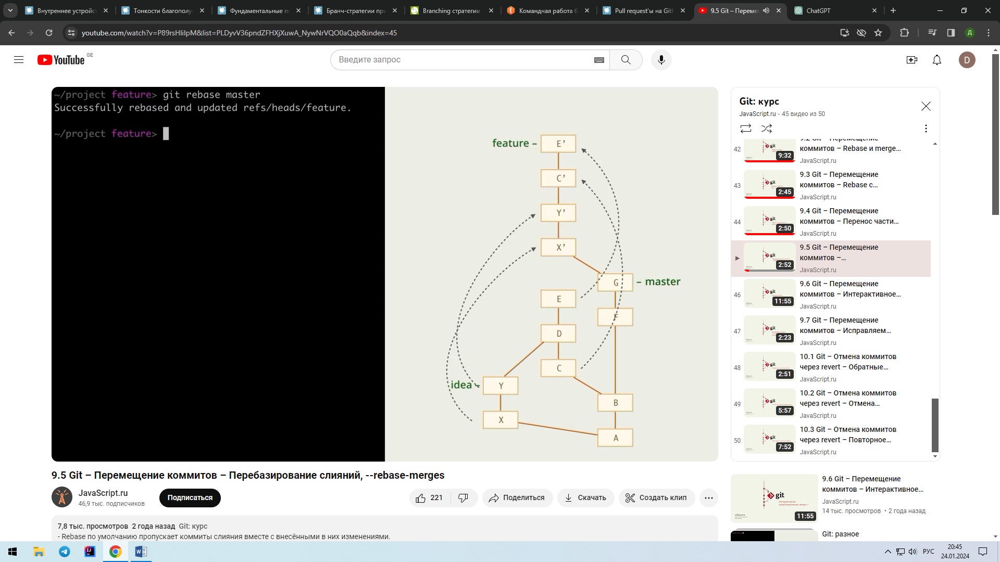 Внутреннее устройст
Тонкости благополу
Фундаментальные п
Бранч-стратегии при
Branching стратегии
Командная работа б
Pull request'ы на GitH
9.5 Git – Переме
ChatGPT
youtube.com/watch?v=P89rsHIilpM&list=PLDyvV36pndZFHXjXuwA_NywNrVQO0aQqb&index=45
Д
YouTube GE
Введите запрос
D
~/project feature> git rebase master
Successfully rebased and updated refs/heads/feature.
~/project feature>
feature – E’
C’
Y’
X’
G – master
E
F
D
C
idea – Y
B
X
A
Git: курс
JavaScript.ru - 45 видео из 50
42
9:32
9.2 Git – Перемещение
коммитов – Rebase и merge…
JavaScript.ru
43
2:45
9.3 Git – Перемещение
коммитов – Rebase с…
JavaScript.ru
44
2:50
9.4 Git – Перемещение
коммитов – Перенос части…
JavaScript.ru
2:52
9.5 Git – Перемещение
коммитов –…
JavaScript.ru
46
11:55
9.6 Git – Перемещение
коммитов – Интерактивное…
JavaScript.ru
47
2:23
9.7 Git – Перемещение
коммитов – Исправляем…
JavaScript.ru
48
2:51
10.1 Git – Отмена коммитов
через revert – Обратные…
JavaScript.ru
49
5:57
10.2 Git – Отмена коммитов
через revert – Отмена…
JavaScript.ru
50
7:52
10.3 Git – Отмена коммитов
через revert – Повторное…
JavaScript.ru
9.5 Git – Перемещение коммитов – Перебазирование слияний, --rebase-merges
JavaScript.ru
46,9 тыс. подписчиков
Подписаться
221
Поделиться
Скачать
Создать клип
7,8 тыс. просмотров 2 года назад Git: курс
- Rebase по умолчанию пропускает коммиты слияния вместе с внесёнными в них изменениями.
git
11:55
9.6 Git – Перемещение
коммитов – Интерактивное…
JavaScript.ru
14 тыс. просмотров • 2 года назад
Git: разное
РУС
20:45
24.01.2024